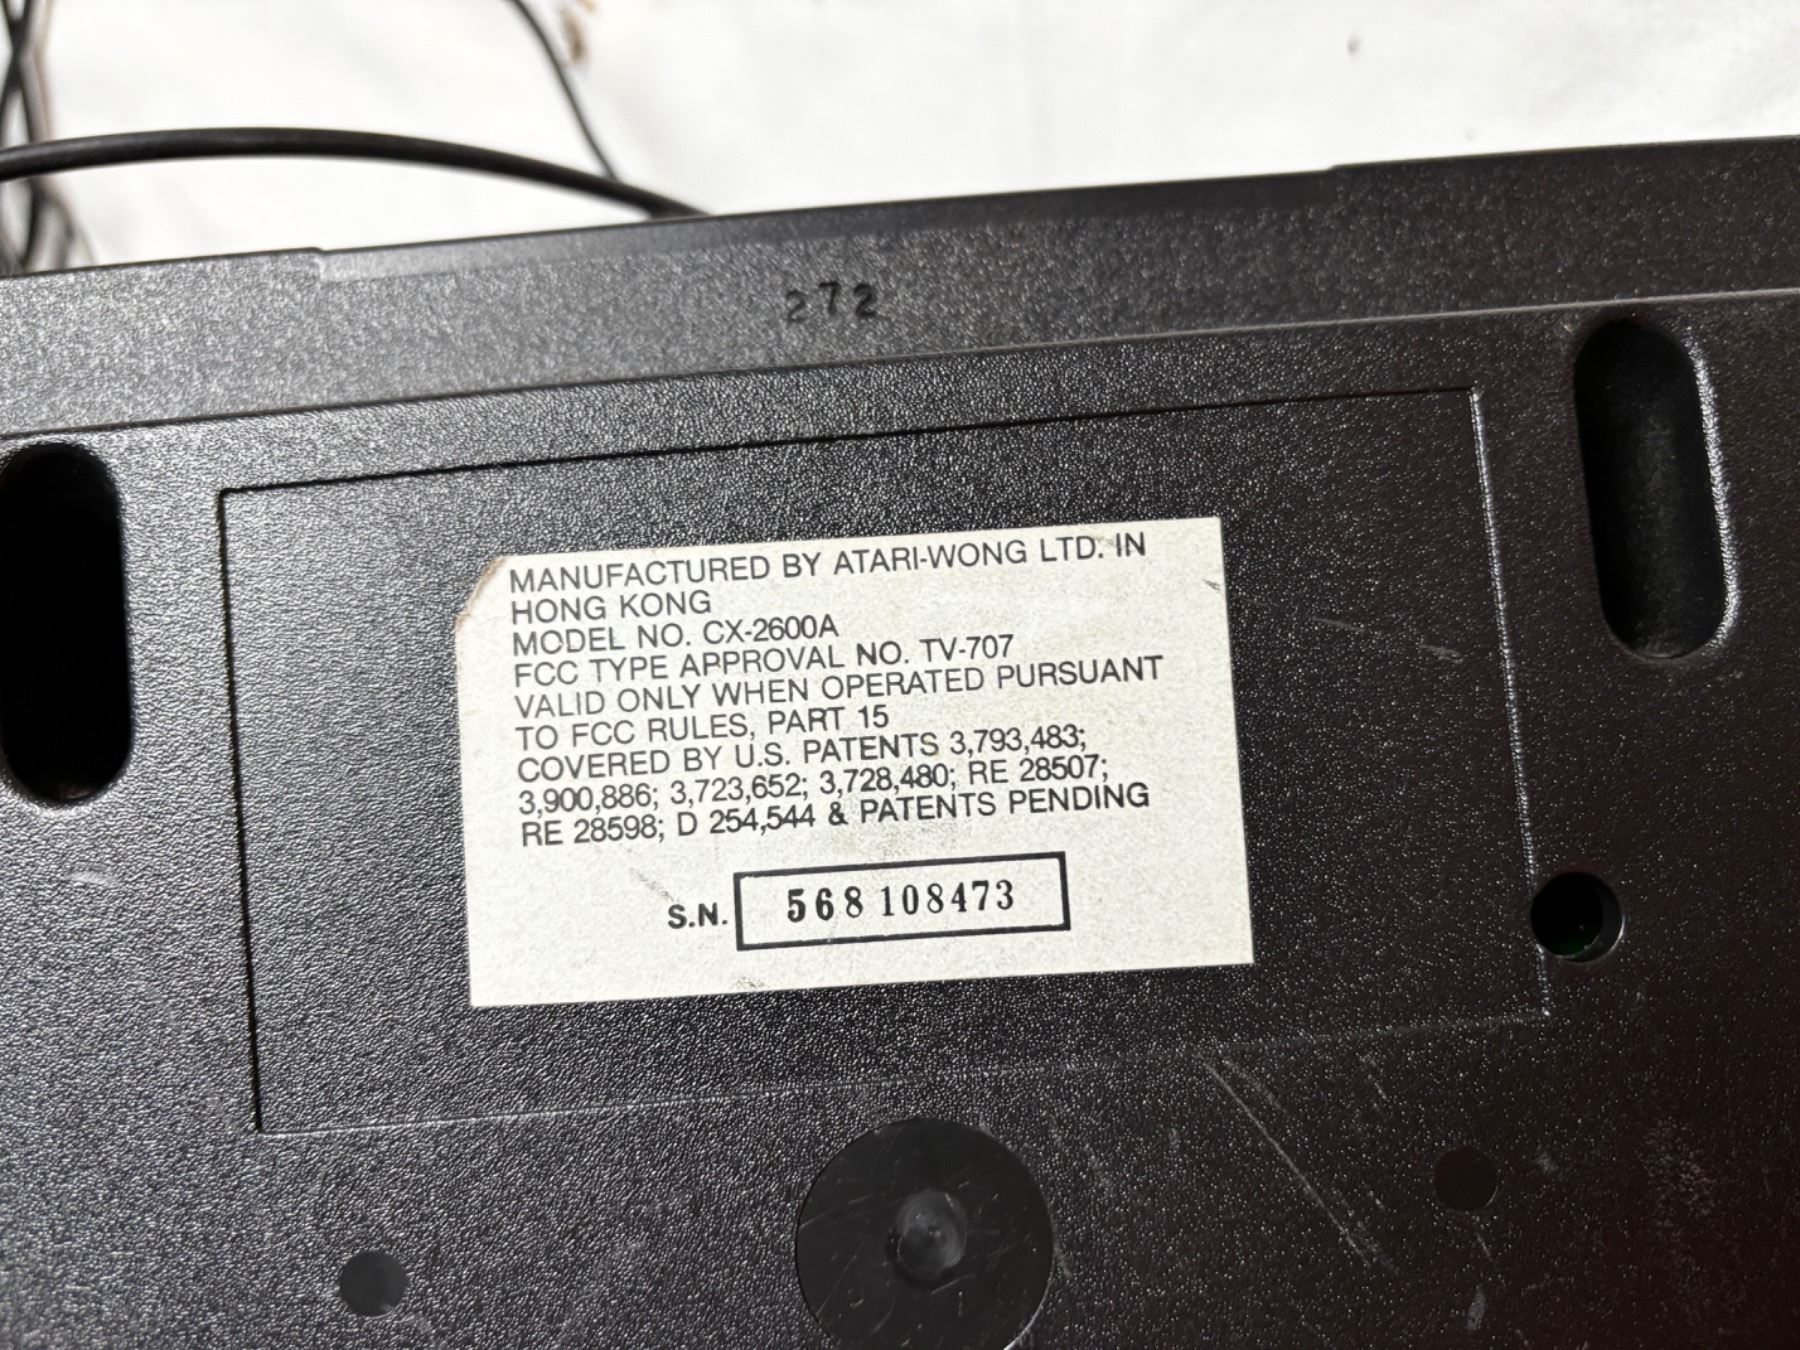 272
MANUFACTURED BY ATARI-WONG LTD. IN
HONG KONG
MODEL NO. CX-2600A
FCC TYPE APPROVAL NO. TV-707
VALID ONLY WHEN OPERATED PURSUANT
TO FCC RULES, PART 15
COVERED BY U.S. PATENTS 3,793,483;
3,900,886; 3,723,652; 3,728,480; RE 28507;
RE 28598; D 254,544 & PATENTS PENDING
S.N. 568 108473